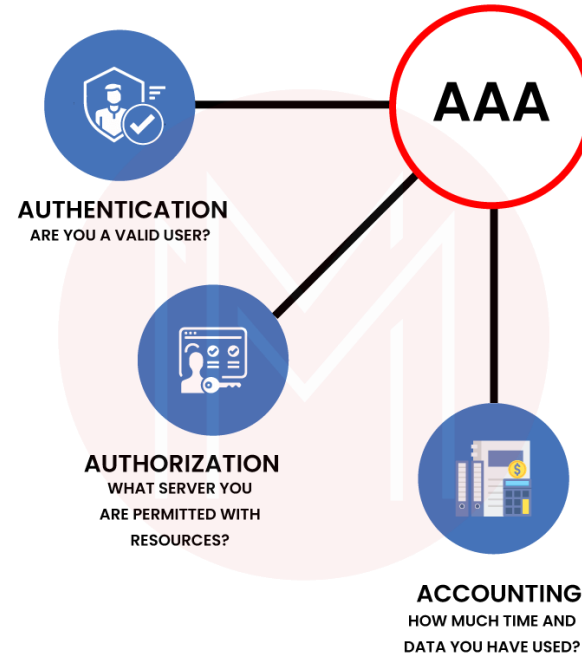 AAA
AUTHENTICATION
ARE YOU A VALID USER?
AUTHORIZATION
WHAT SERVER YOU
ARE PERMITTED WITH
RESOURCES?
ACCOUNTING
HOW MUCH TIME AND
DATA YOU HAVE USED?